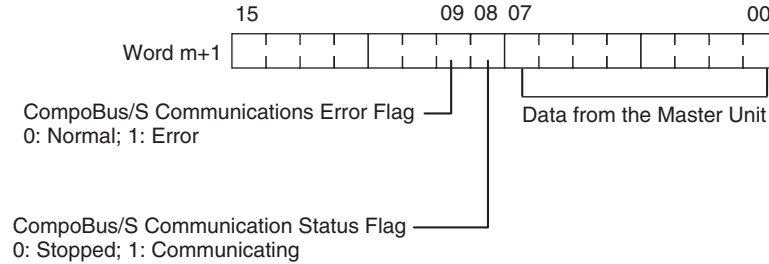 15 09 08 07 00
Word m+1
CompoBus/S Communications Error Flag
0: Normal; 1: Error
Data from the Master Unit
CompoBus/S Communication Status Flag
0: Stopped; 1: Communicating